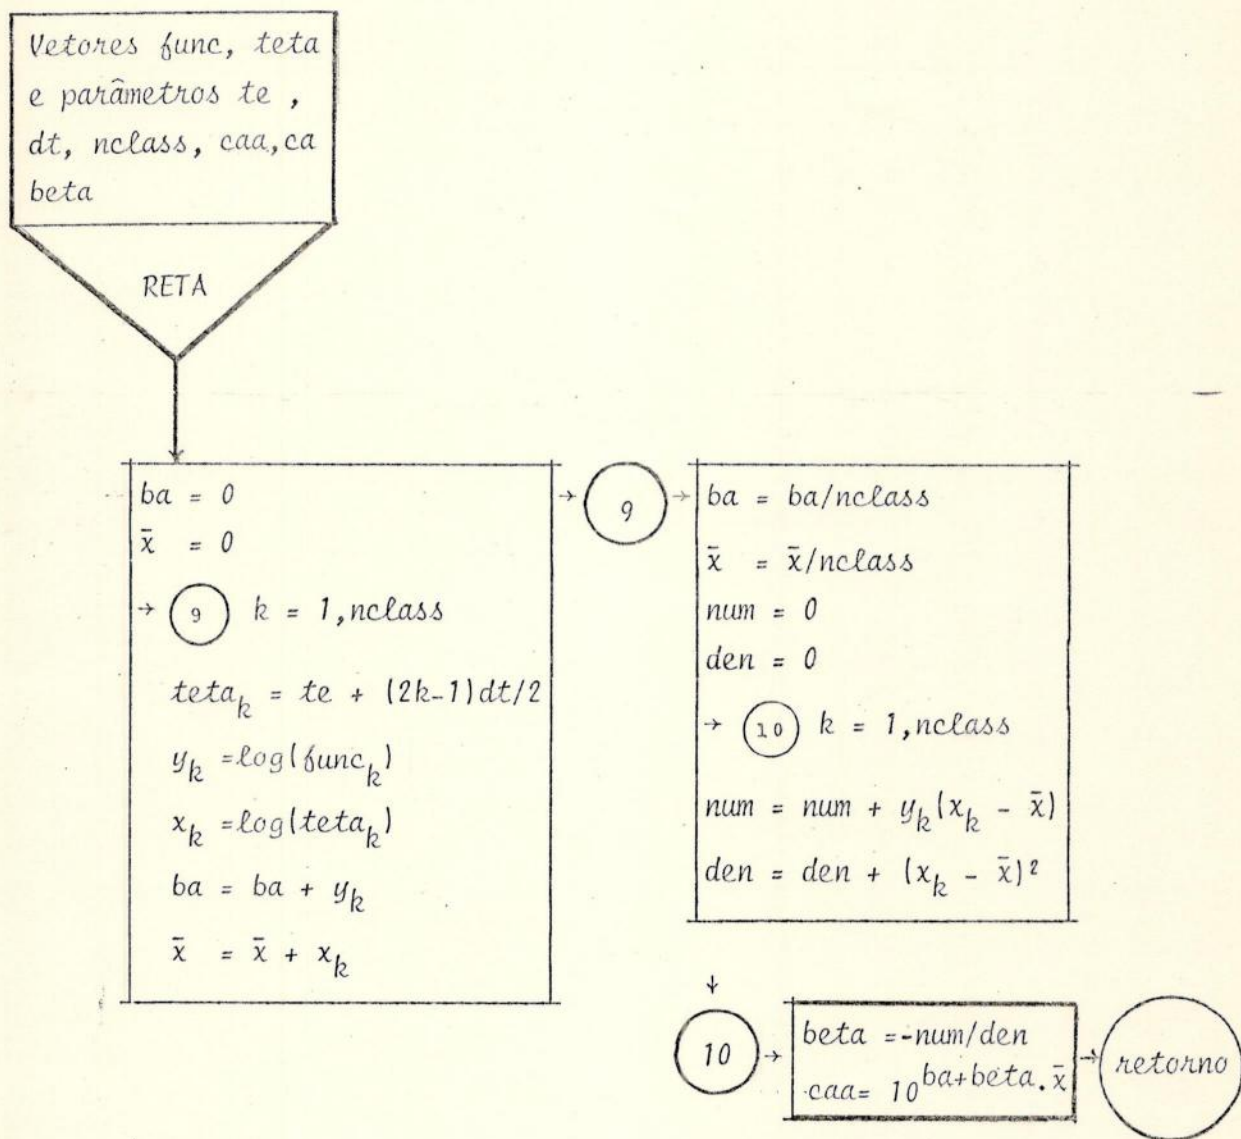 Vetores func, teta
e parâmetros te ,
dt, nclass, caa,ca
beta
RETA
ba = 0
x̄ = 0
→ 9 k = 1,nclass
teta_k = te + (2k-1)dt/2
y_k =log(func_k)
x_k =log(teta_k)
ba = ba + y_k
x̄ = x̄ + x_k
→ 9 →
ba = ba/nclass
x̄ = x̄/nclass
num = 0
den = 0
→ 10 k = 1,nclass
num = num + y_k(x_k - x̄)
den = den + (x_k - x̄)²
↓
10 →
beta =-num/den
caa= 10^ba+beta.x̄
→ retorno